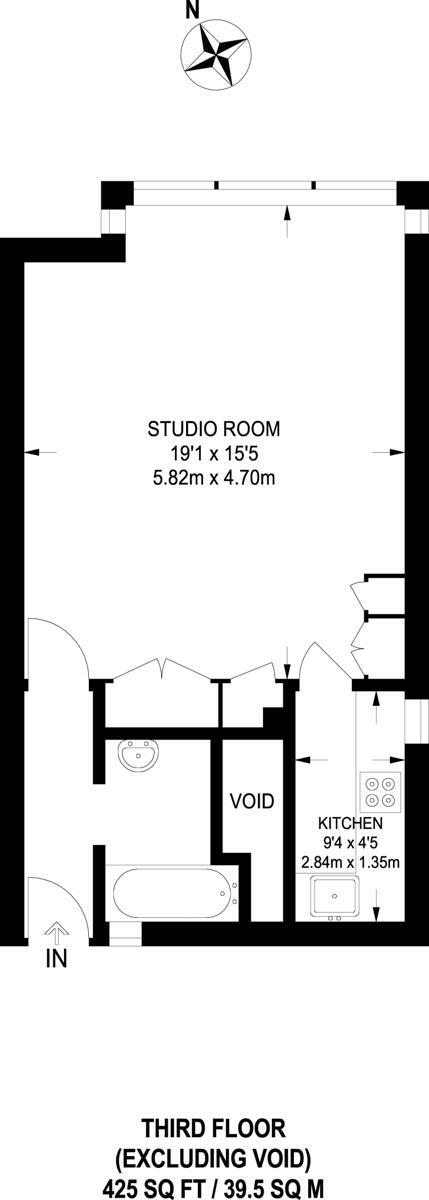 N
STUDIO ROOM
19'1 x 15'5
5.82m x 4.70m
VOID
KITCHEN
9'4 x 4'5
2.84m x 1.35m
IN
THIRD FLOOR
(EXCLUDING VOID)
425 SQ FT / 39.5 SQ M